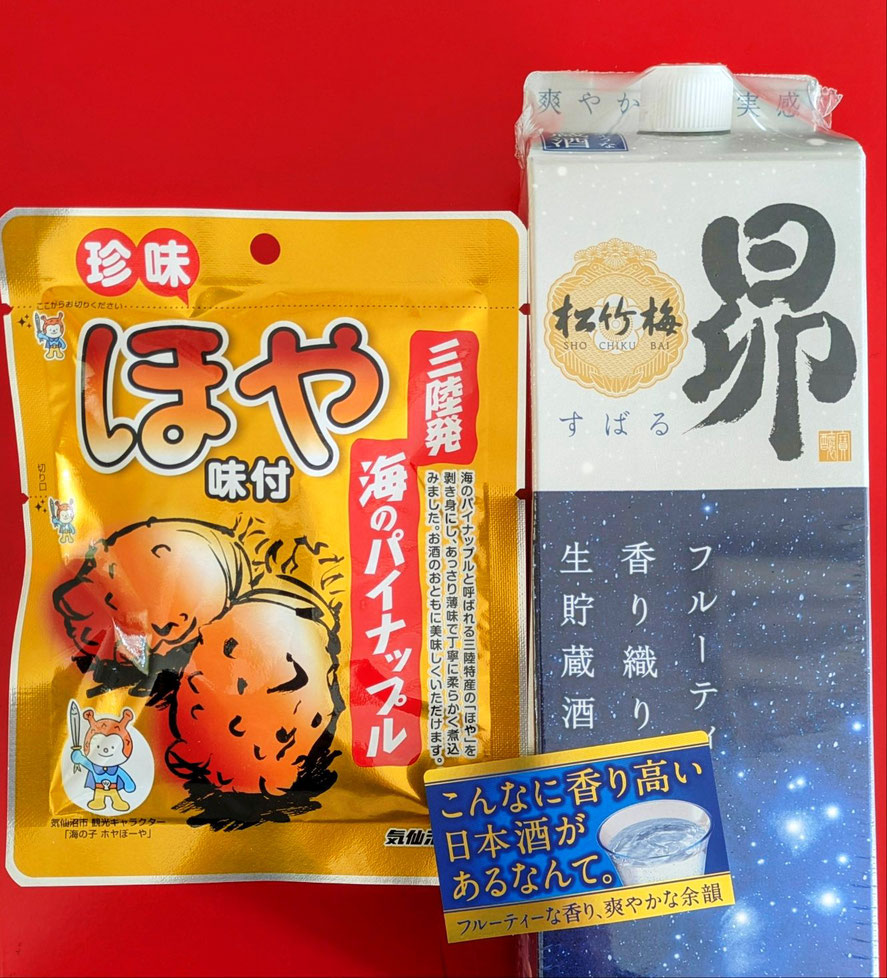 珍味
ここからお切りください
ほや
味付
切り口
三陸発
海のパイナップル
海のパイナップルと呼ばれる三陸特産の「ほや」を
剥き身にし、あっさり薄味で丁寧に柔らかく煮込
みました。お酒のおともに美味しくいただけます。
気仙沼市 観光キャラクター
「海の子 ホヤぼーや」
気仙沼
爽やか
実感
松竹梅
SHO CHIKU BAI
昴
すばる
フルーティ
香り織り
生貯蔵酒
こんなに香り高い
日本酒が
あるなんて。
フルーティーな香り、爽やかな余韻